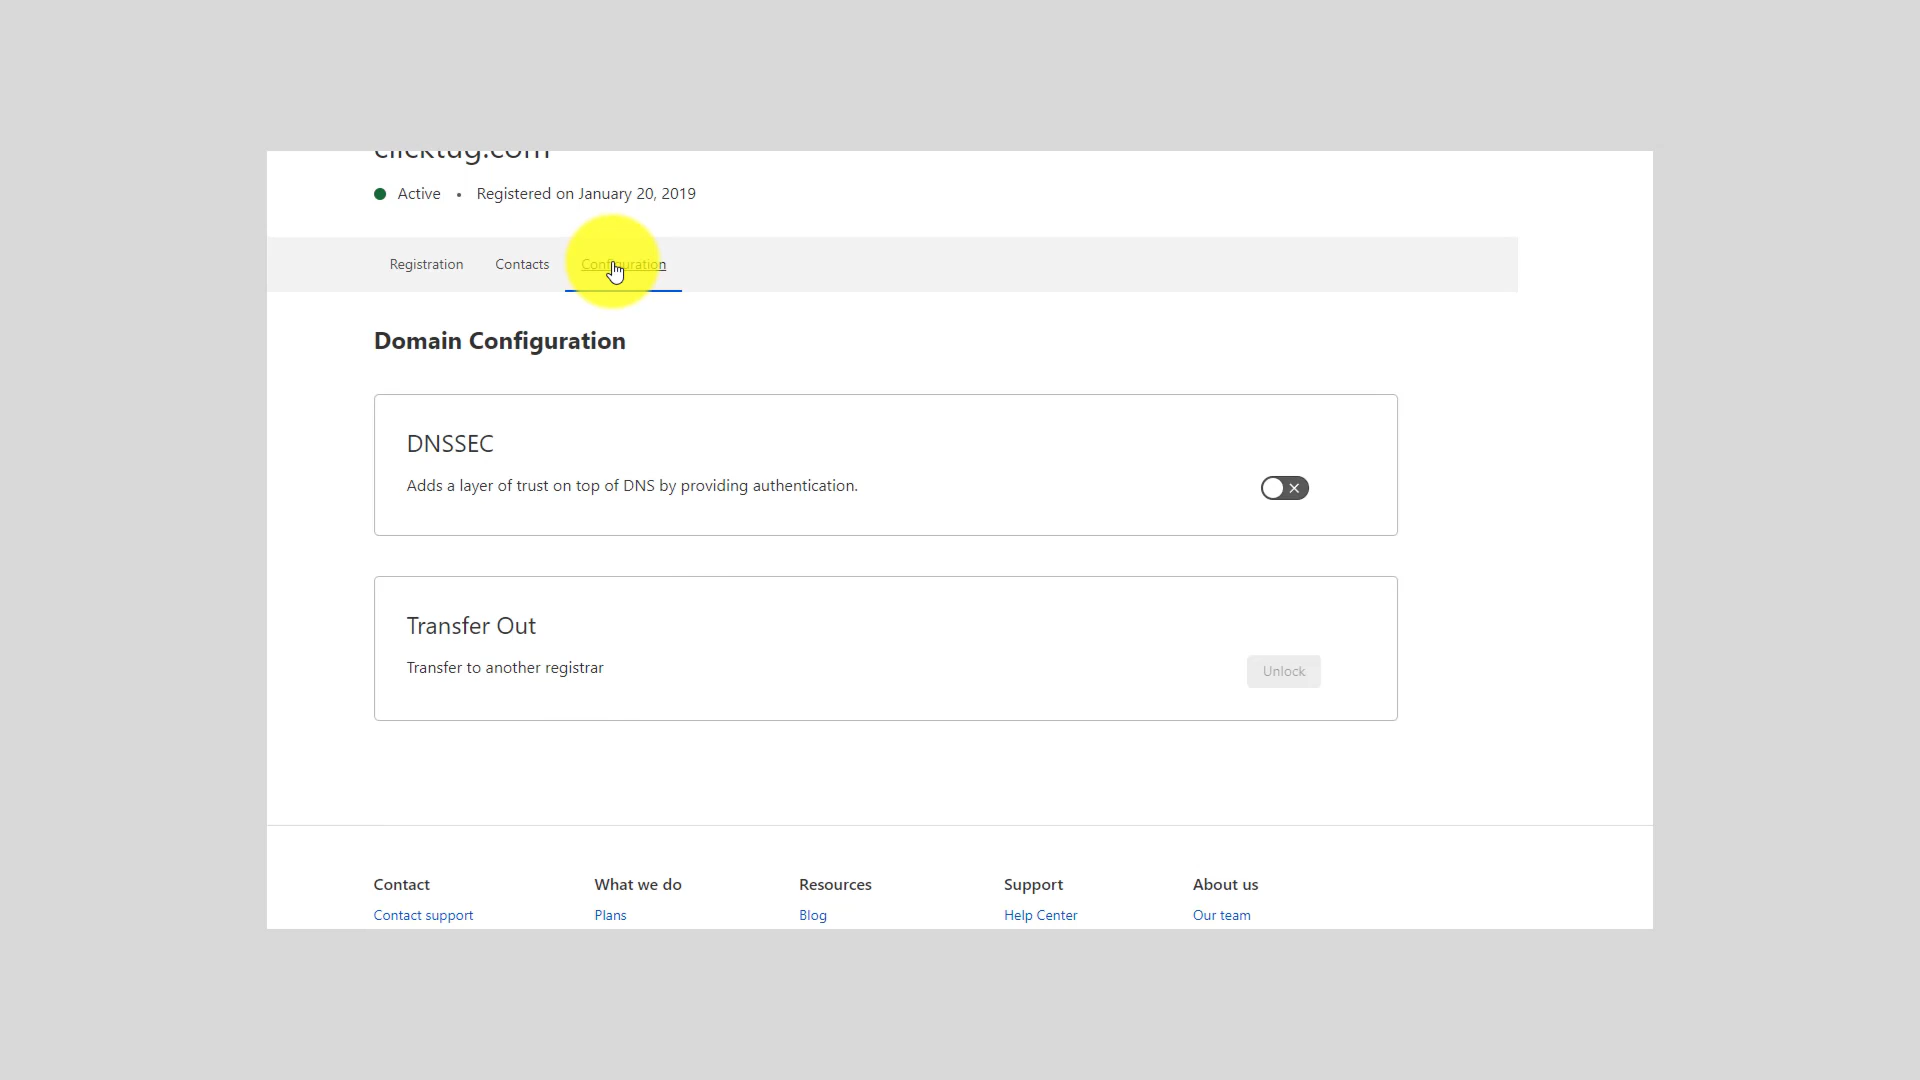 clicktug.com
Active • Registered on January 20, 2019
Registration Contacts Configuration
Domain Configuration
DNSSEC
Adds a layer of trust on top of DNS by providing authentication.
Transfer Out
Transfer to another registrar
Unlock
Contact What we do Resources Support About us
Contact support Plans Blog Help Center Our team